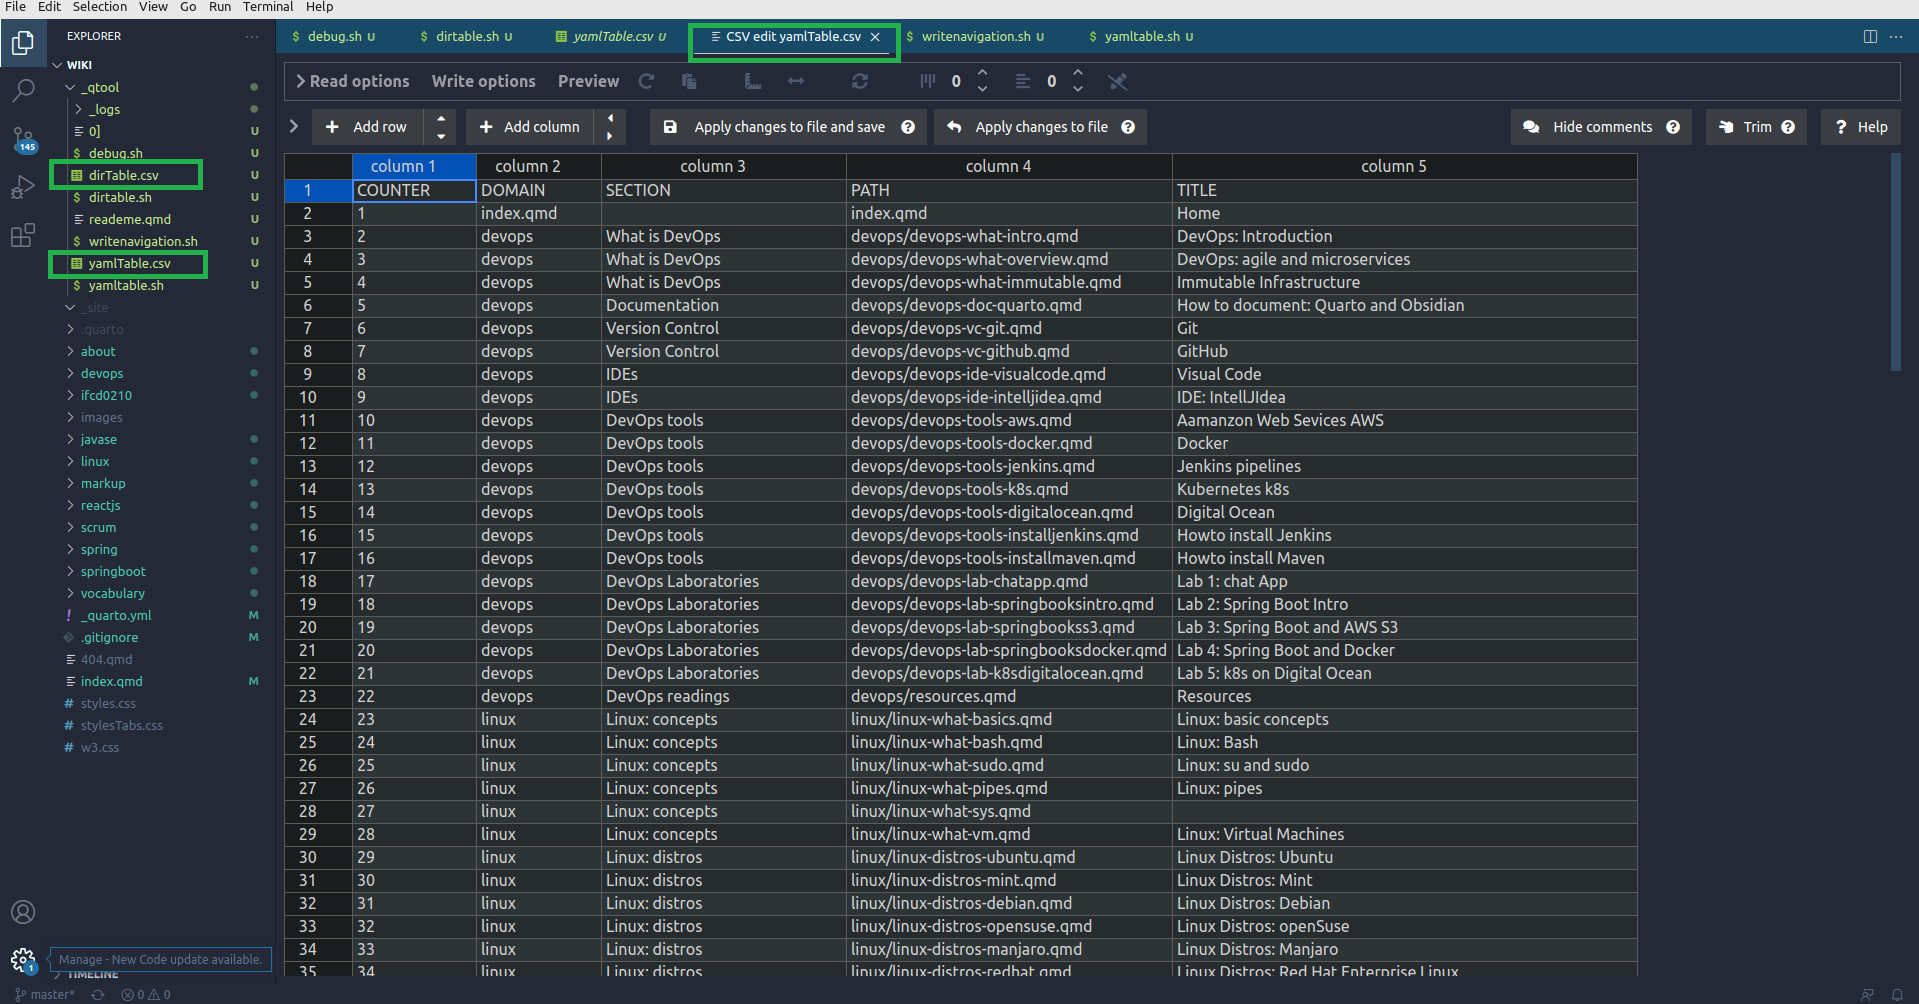 File Edit Selection View Go Run Terminal Help
EXPLORER ···
$ debug.sh U $ dirtable.sh U yamlTable.csv U CSV edit yamlTable.csv × $ writenavigation.sh U $ yamltable.sh U ···
WIKI
_qtool
_logs
0] U
$ debug.sh U
dirTable.csv U
$ dirtable.sh U
reademe.qmd U
$ writenavigation.sh U
yamlTable.csv U
$ yamltable.sh U
_site
.quarto
about
devops
ifcd0210
images
javase
linux
markup
reactjs
scrum
spring
springboot
vocabulary
! _quarto.yml M
.gitignore M
404.qmd
index.qmd M
# styles.css
# stylesTabs.css
# w3.css
145
1
Manage - New Code update available.
TIMELINE
Read options Write options Preview 0 0
+ Add row + Add column Apply changes to file and save ? Apply changes to file ? Hide comments ? Trim ? ? Help
column 1 column 2 column 3 column 4 column 5
1 COUNTER DOMAIN SECTION PATH TITLE
2 1 index.qmd index.qmd Home
3 2 devops What is DevOps devops/devops-what-intro.qmd DevOps: Introduction
4 3 devops What is DevOps devops/devops-what-overview.qmd DevOps: agile and microservices
5 4 devops What is DevOps devops/devops-what-immutable.qmd Immutable Infrastructure
6 5 devops Documentation devops/devops-doc-quarto.qmd How to document: Quarto and Obsidian
7 6 devops Version Control devops/devops-vc-git.qmd Git
8 7 devops Version Control devops/devops-vc-github.qmd GitHub
9 8 devops IDEs devops/devops-ide-visualcode.qmd Visual Code
10 9 devops IDEs devops/devops-ide-intelljidea.qmd IDE: IntellJIdea
11 10 devops DevOps tools devops/devops-tools-aws.qmd Aamanzon Web Sevices AWS
12 11 devops DevOps tools devops/devops-tools-docker.qmd Docker
13 12 devops DevOps tools devops/devops-tools-jenkins.qmd Jenkins pipelines
14 13 devops DevOps tools devops/devops-tools-k8s.qmd Kubernetes k8s
15 14 devops DevOps tools devops/devops-tools-digitalocean.qmd Digital Ocean
16 15 devops DevOps tools devops/devops-tools-installjenkins.qmd Howto install Jenkins
17 16 devops DevOps tools devops/devops-tools-installmaven.qmd Howto install Maven
18 17 devops DevOps Laboratories devops/devops-lab-chatapp.qmd Lab 1: chat App
19 18 devops DevOps Laboratories devops/devops-lab-springbooksintro.qmd Lab 2: Spring Boot Intro
20 19 devops DevOps Laboratories devops/devops-lab-springbookss3.qmd Lab 3: Spring Boot and AWS S3
21 20 devops DevOps Laboratories devops/devops-lab-springbooksdocker.qmd Lab 4: Spring Boot and Docker
22 21 devops DevOps Laboratories devops/devops-lab-k8sdigitalocean.qmd Lab 5: k8s on Digital Ocean
23 22 devops DevOps readings devops/resources.qmd Resources
24 23 linux Linux: concepts linux/linux-what-basics.qmd Linux: basic concepts
25 24 linux Linux: concepts linux/linux-what-bash.qmd Linux: Bash
26 25 linux Linux: concepts linux/linux-what-sudo.qmd Linux: su and sudo
27 26 linux Linux: concepts linux/linux-what-pipes.qmd Linux: pipes
28 27 linux Linux: concepts linux/linux-what-sys.qmd
29 28 linux Linux: concepts linux/linux-what-vm.qmd Linux: Virtual Machines
30 29 linux Linux: distros linux/linux-distros-ubuntu.qmd Linux Distros: Ubuntu
31 30 linux Linux: distros linux/linux-distros-mint.qmd Linux Distros: Mint
32 31 linux Linux: distros linux/linux-distros-debian.qmd Linux Distros: Debian
33 32 linux Linux: distros linux/linux-distros-opensuse.qmd Linux Distros: openSuse
34 33 linux Linux: distros linux/linux-distros-manjaro.qmd Linux Distros: Manjaro
35 34 linux Linux: distros linux/linux-distros-redhat.qmd Linux Distros: Red Hat Enterprise Linux
master* 0 0